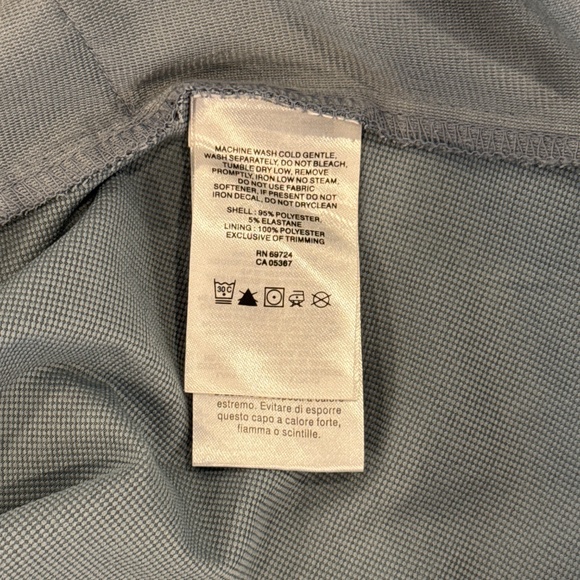 MACHINE WASH COLD GENTLE,
WASH SEPARATELY, DO NOT BLEACH,
TUMBLE DRY LOW, REMOVE
PROMPTLY, IRON LOW NO STEAM,
DO NOT USE FABRIC
SOFTENER, IF PRESENT DO NOT
IRON DECAL, DO NOT DRYCLEAN
SHELL : 95% POLYESTER,
5% ELASTANE
LINING : 100% POLYESTER
EXCLUSIVE OF TRIMMING
RN 69724
CA 05367
30 C
calore
estremo. Evitare di esporre
questo capo a calore forte,
fiamma o scintille.